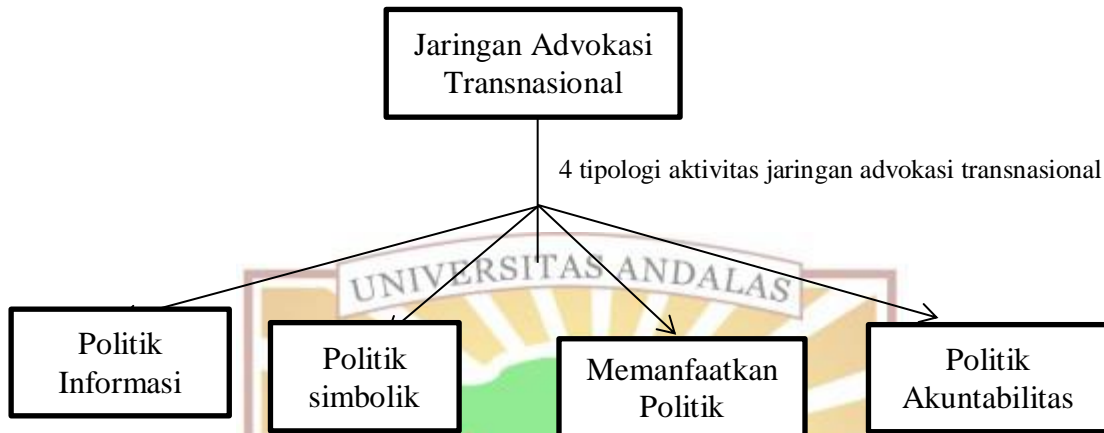 Jaringan Advokasi
Transnasional
4 tipologi aktivitas jaringan advokasi transnasional
UNIVERSITAS ANDALAS
Politik
Informasi
Politik
simbolik
Memanfaatkan
Politik
Politik
Akuntabilitas